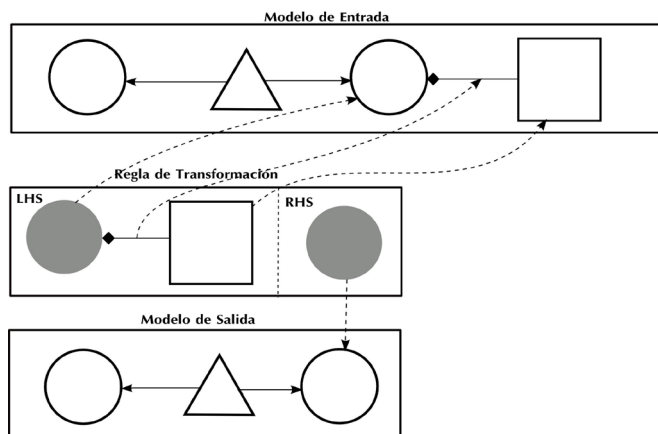 Modelo de Entrada
Regla de Transformación
LHS
RHS
Modelo de Salida